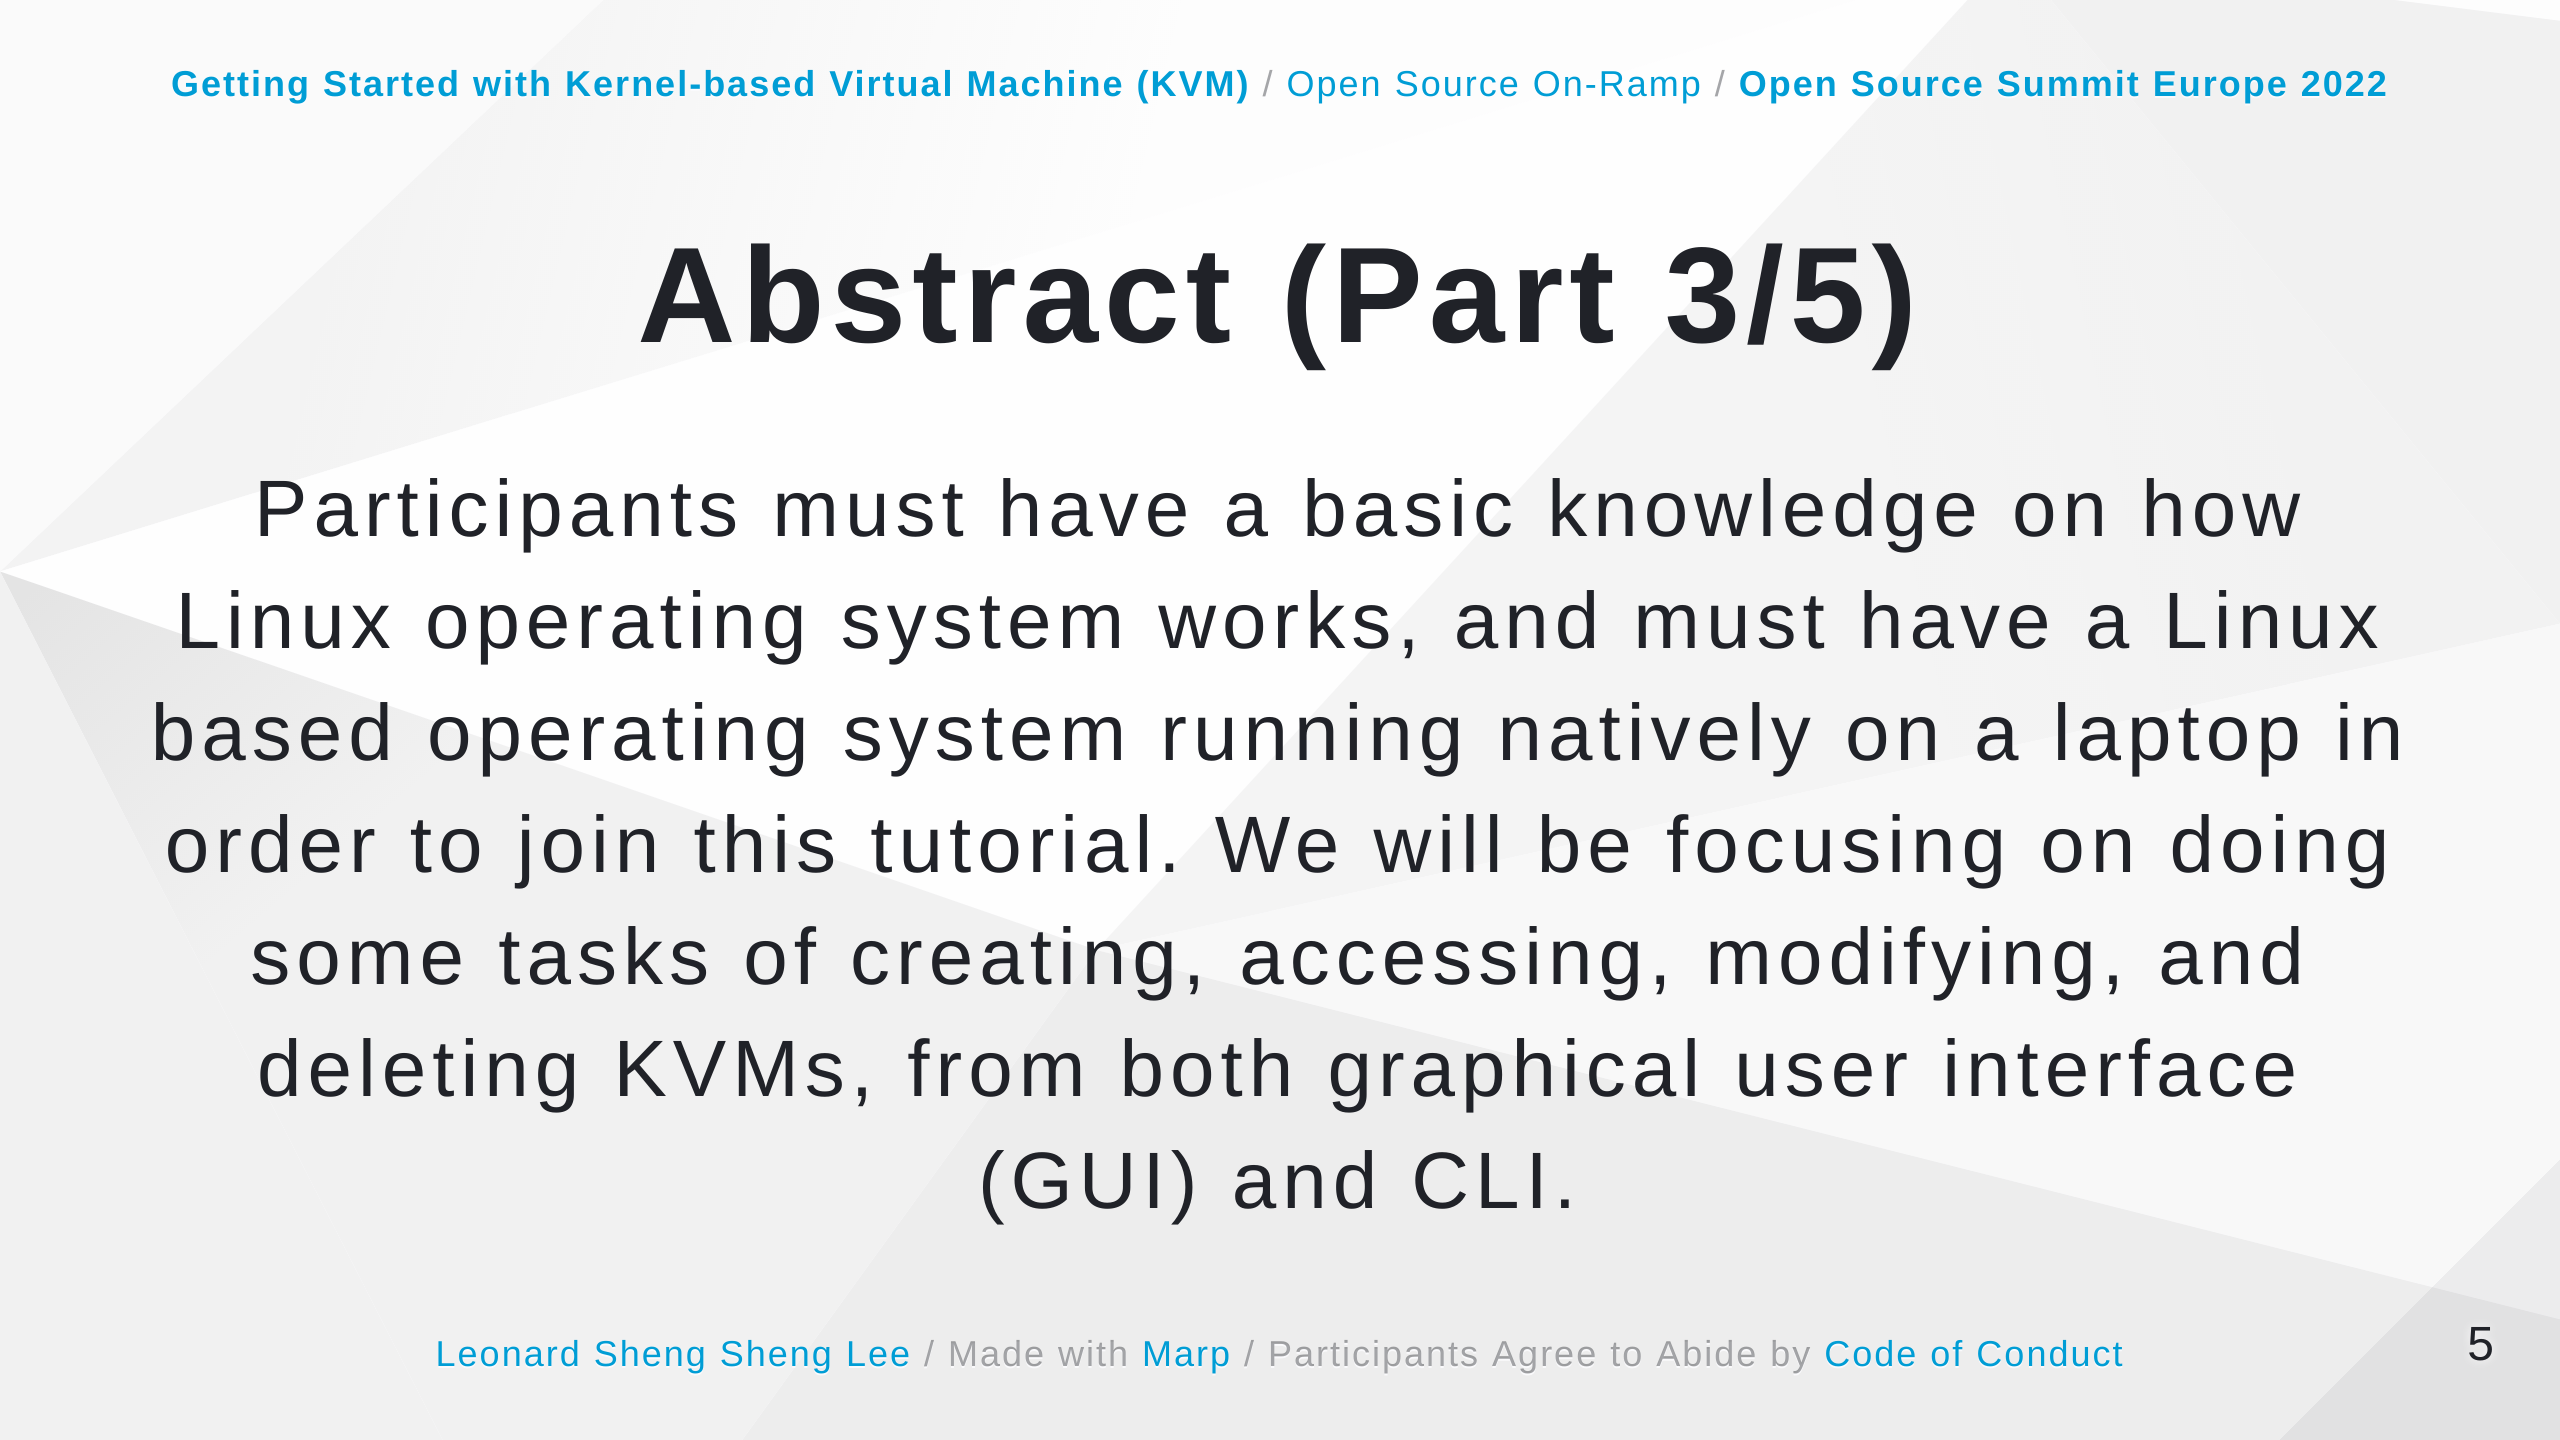 Getting Started with Kernel-based Virtual Machine (KVM) / Open Source On-Ramp / Open Source Summit Europe 2022
Abstract (Part 3/5)
Participants must have a basic knowledge on how
Linux operating system works, and must have a Linux
based operating system running natively on a laptop in
order to join this tutorial. We will be focusing on doing
some tasks of creating, accessing, modifying, and
deleting KVMs, from both graphical user interface
(GUI) and CLI.
Leonard Sheng Sheng Lee / Made with Marp / Participants Agree to Abide by Code of Conduct
5